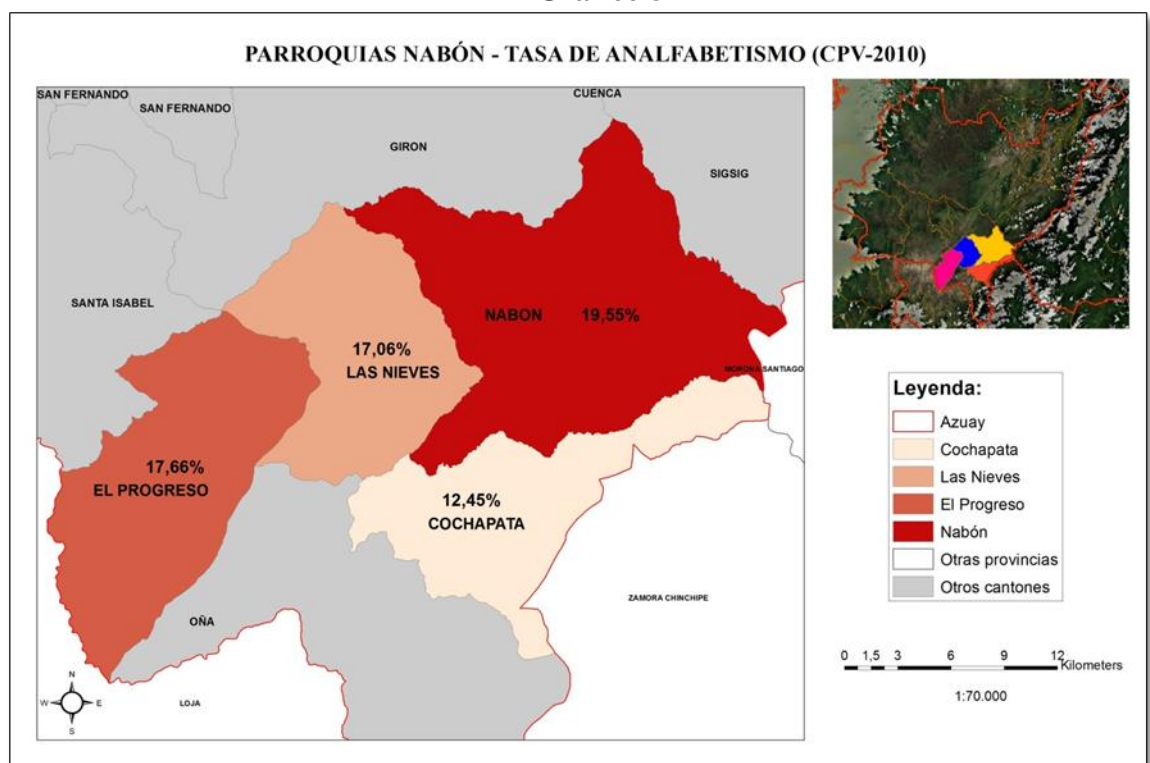 PARROQUIAS NABÓN - TASA DE ANALFABETISMO (CPV-2010)
SAN FERNANDO
SAN FERNANDO
CUENCA
GIRON
SIGSIG
SANTA ISABEL
NABON 19,55%
17,06%
LAS NIEVES
MORONA SANTIAGO
17,66%
EL PROGRESO
12,45%
COCHAPATA
ZAMORA CHINCHIPE
OÑA
LOJA
N
W E
S
Leyenda:
Azuay
Cochapata
Las Nieves
El Progreso
Nabón
Otras provincias
Otros cantones
0 1,5 3 6 9 12
Kilometers
1:70.000